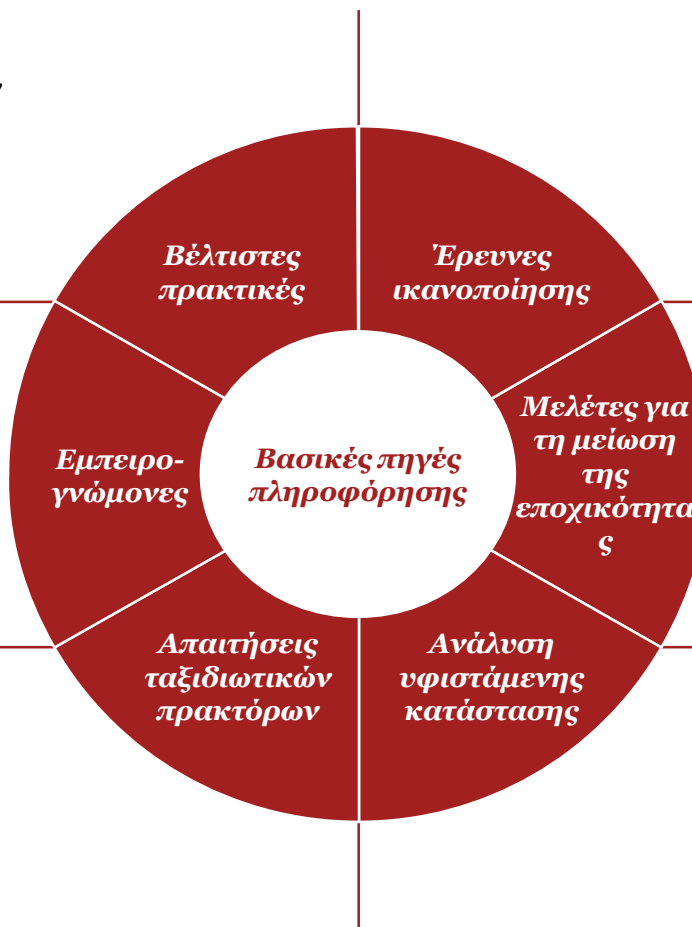 Βέλτιστες
πρακτικές
Έρευνες
ικανοποίησης
Μελέτες για
τη μείωση
της
εποχικότητα
ς
Εμπειρο-
γνώμονες
Βασικές πηγές
πληροφόρησης
Απαιτήσεις
ταξιδιωτικών
πρακτόρων
Ανάλυση
υφιστάμενης
κατάστασης